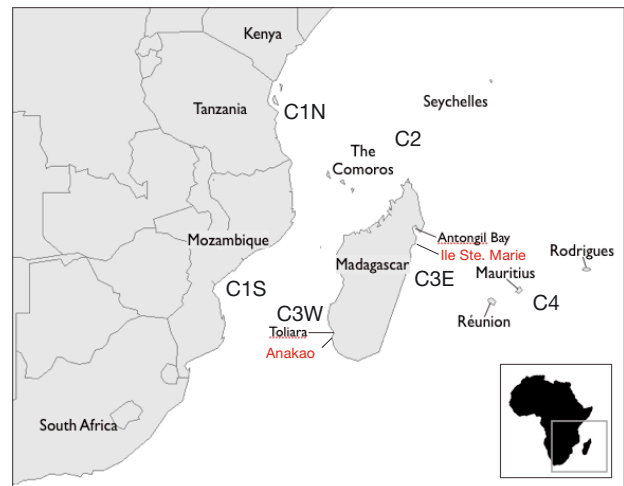 Kenya
Tanzania
C1N
Seychelles
C2
The
Comoros
Mozambique
Antongil Bay
Ile Ste. Marie
Rodrigues
Madagascar
C3E
Mauritius
C1S
C4
C3W
Réunion
Toliara
Anakao
South Africa